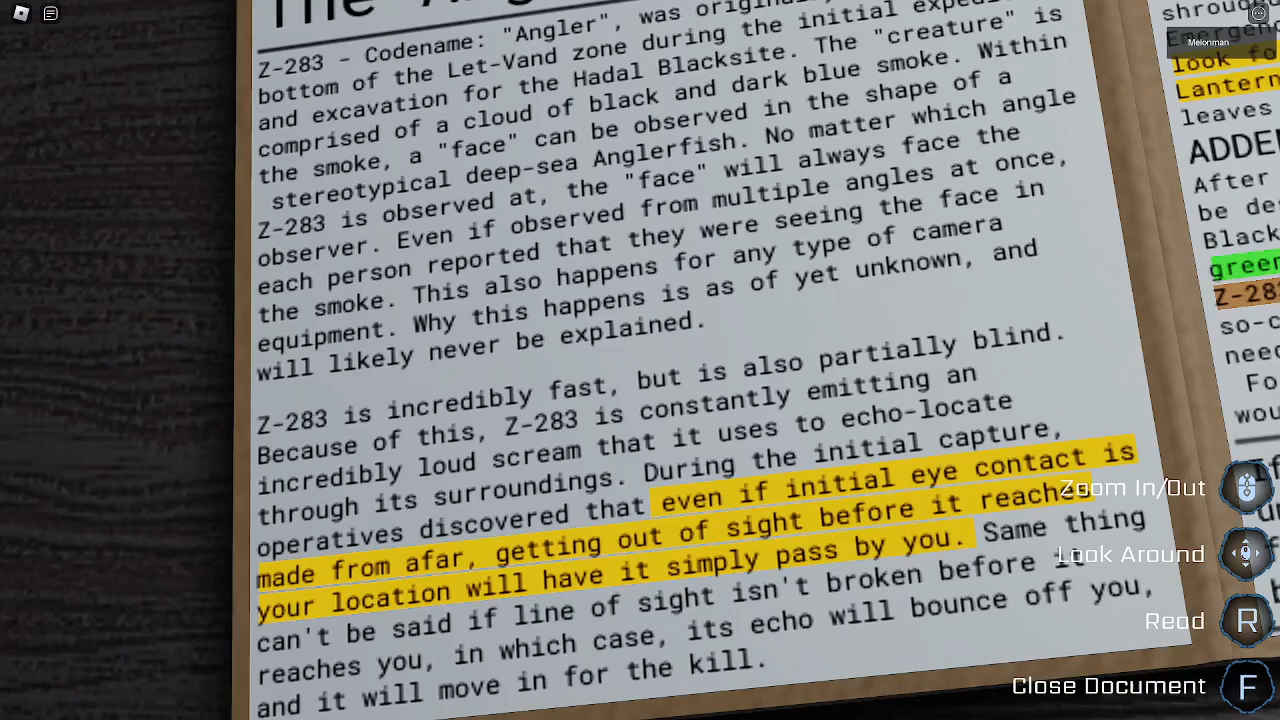 The "Ang
Z-283 - Codename: "Angler", was origin
bottom of the Let-Vand zone during the initial exped
and excavation for the Hadal Blacksite. The "creature" is
comprised of a cloud of black and dark blue smoke. Within
the smoke, a "face" can be observed in the shape of a
stereotypical deep-sea Anglerfish. No matter which angle
Z-283 is observed at, the "face" will always face the
observer. Even if observed from multiple angles at once,
each person reported that they were seeing the face in
the smoke. This also happens for any type of camera
equipment. Why this happens is as of yet unknown, and
will likely never be explained.
Z-283 is incredibly fast, but is also partially blind.
Because of this, Z-283 is constantly emitting an
incredibly loud scream that it uses to echo-locate
through its surroundings. During the initial capture,
operatives discovered that even if initial eye contact is
made from afar, getting out of sight before it reaches
your location will have it simply pass by you. Same thing
can't be said if line of sight isn't broken before it
reaches you, in which case, its echo will bounce off you,
and it will move in for the kill.
shroud
Emergenc
Look fo
Lantern
leaves
ADDE
After
be de
Black
green
Z-283
so-c
need
Fo
wou
Melonman
Zoom In/Out
Look Around
Read R
Close Document F